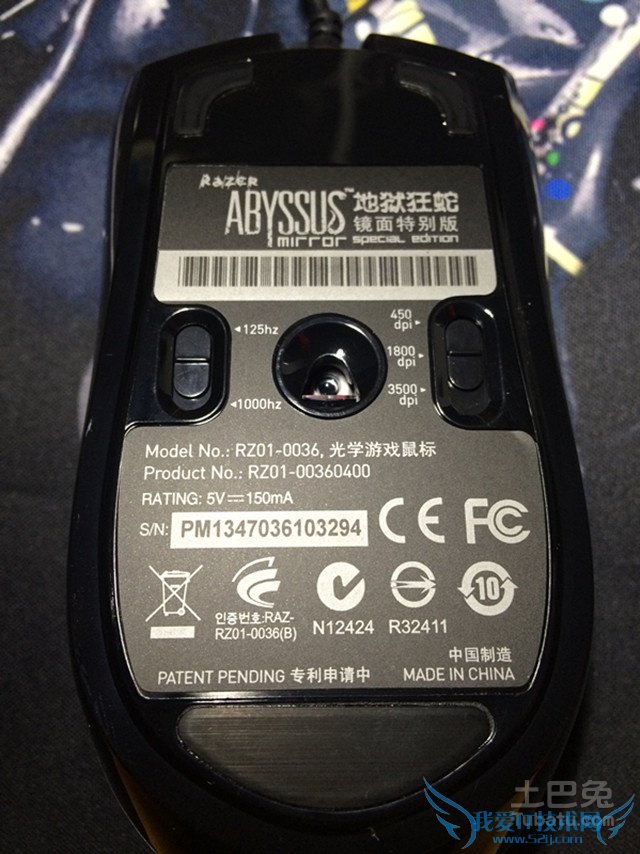 RAZER
ABYSSUS™ 地狱狂蛇
镜面特别版
mirror special edition
125hz
1000hz
450
dpi
1800
dpi
3500
dpi
Model No.: RZ01-0036, 光学游戏鼠标
Product No.: RZ01-00360400
RATING: 5V⎓150mA
S/N: PM1347036103294
CE FC
10
인증번호:RAZ-
RZ01-0036(B)
N12424 R32411
中国制造
PATENT PENDING 专利申请中 MADE IN CHINA
土巴兔
Tubatu.com
我爱IT技术网
www.52ij.com